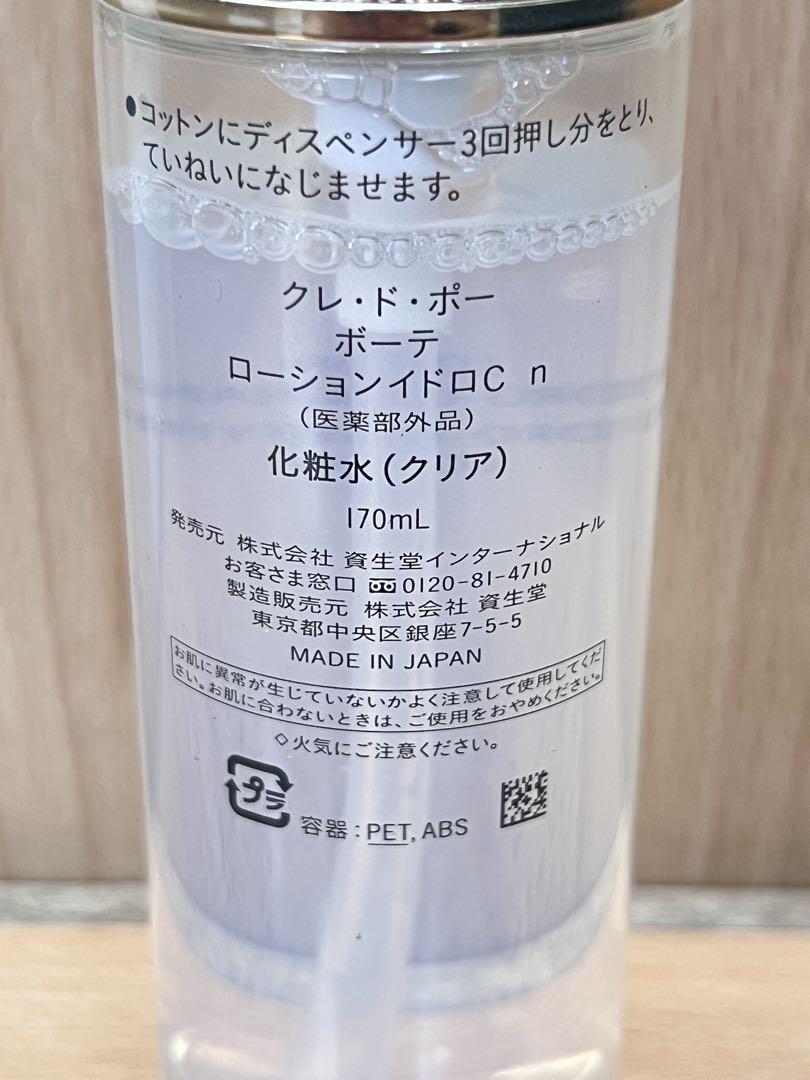 ●コットンにディスペンサー3回押し分をとり、
ていねいになじませます。
クレ・ド・ポー
ボーテ
ローションイドロC n
(医薬部外品)
化粧水(クリア)
170mL
発売元 株式会社 資生堂インターナショナル
お客さま窓口 0120-81-4710
製造販売元 株式会社 資生堂
東京都中央区銀座7-5-5
MADE IN JAPAN
お肌に異常が生じていないかよく注意して使用してくだ
さい。お肌に合わないときは、ご使用をおやめください。
◇火気にご注意ください。
プラ
容器:PET, ABS